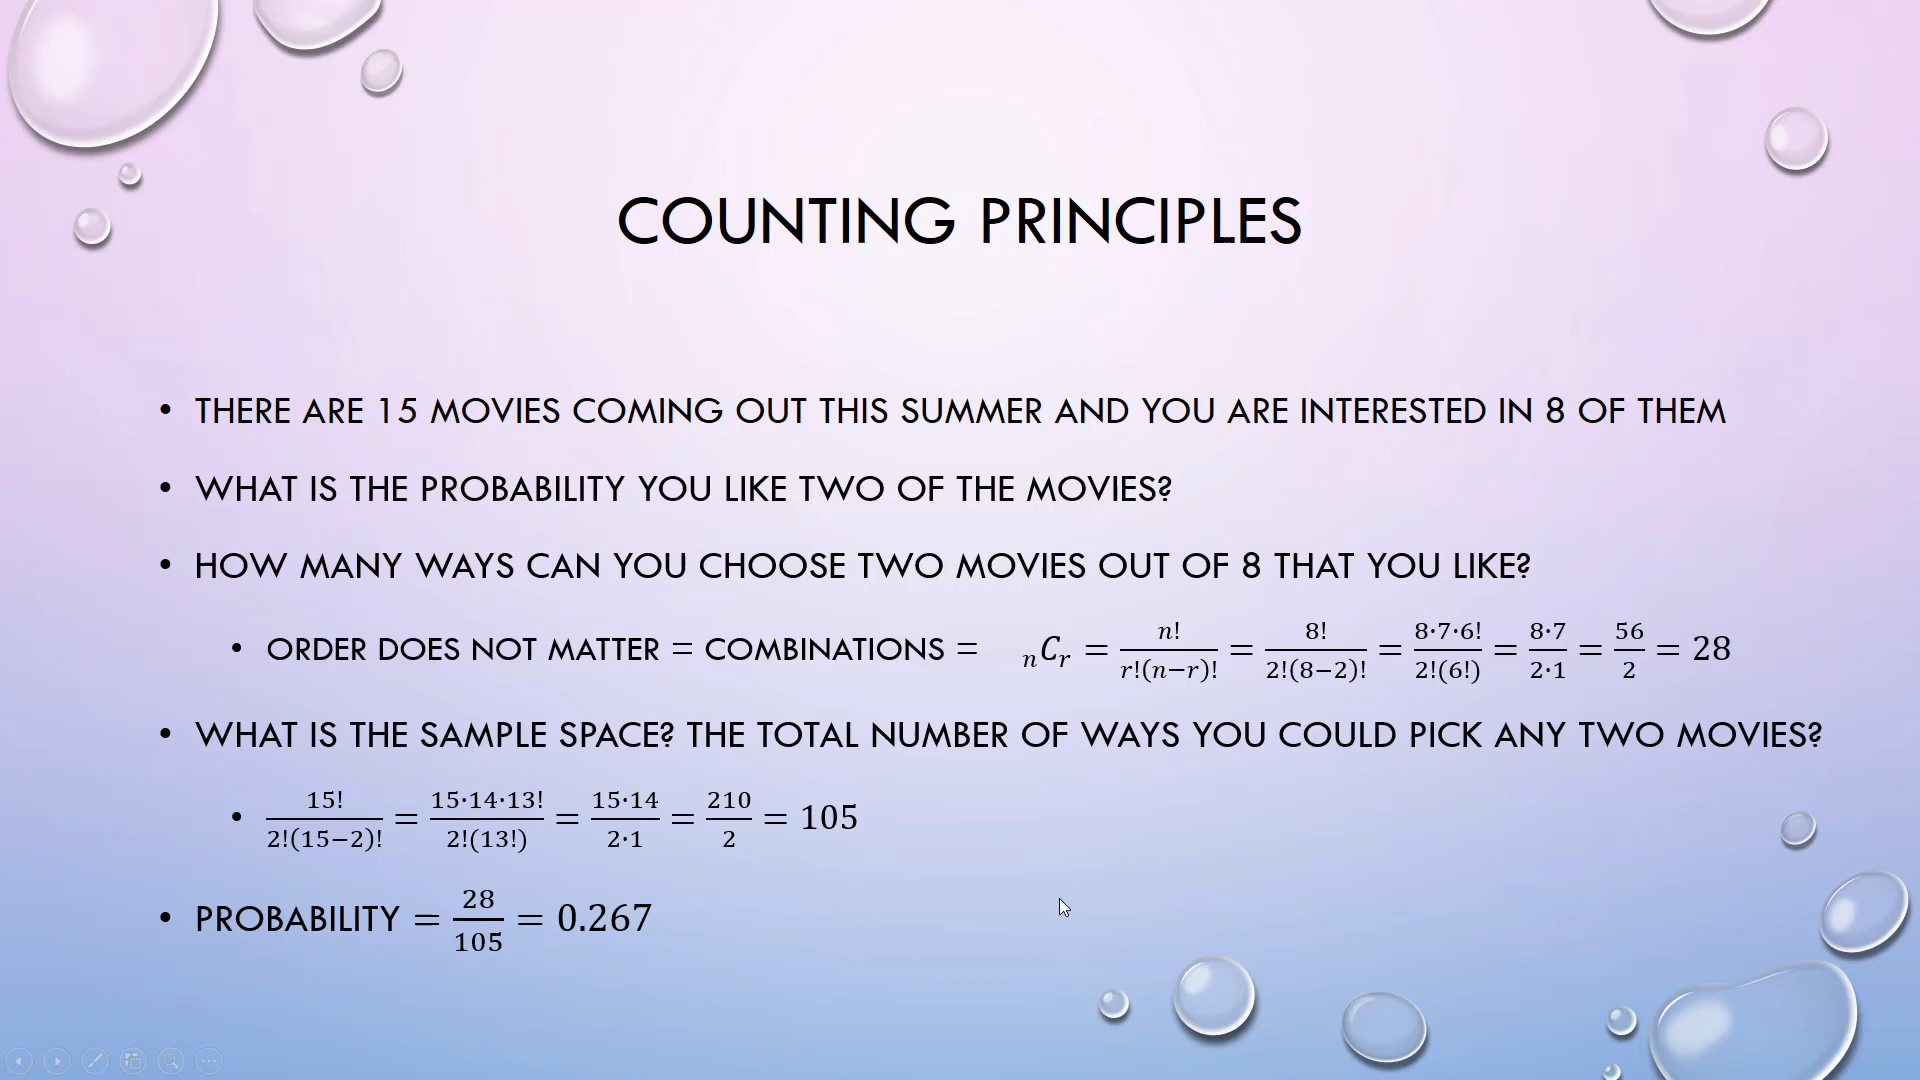 COUNTING PRINCIPLES
• THERE ARE 15 MOVIES COMING OUT THIS SUMMER AND YOU ARE INTERESTED IN 8 OF THEM
• WHAT IS THE PROBABILITY YOU LIKE TWO OF THE MOVIES?
• HOW MANY WAYS CAN YOU CHOOSE TWO MOVIES OUT OF 8 THAT YOU LIKE?
• ORDER DOES NOT MATTER = COMBINATIONS = ₙCᵣ = n!/r!(n−r)! = 8!/2!(8−2)! = 8·7·6!/2!(6!) = 8·7/2·1 = 56/2 = 28
• WHAT IS THE SAMPLE SPACE? THE TOTAL NUMBER OF WAYS YOU COULD PICK ANY TWO MOVIES?
• 15!/2!(15−2)! = 15·14·13!/2!(13!) = 15·14/2·1 = 210/2 = 105
• PROBABILITY = 28/105 = 0.267